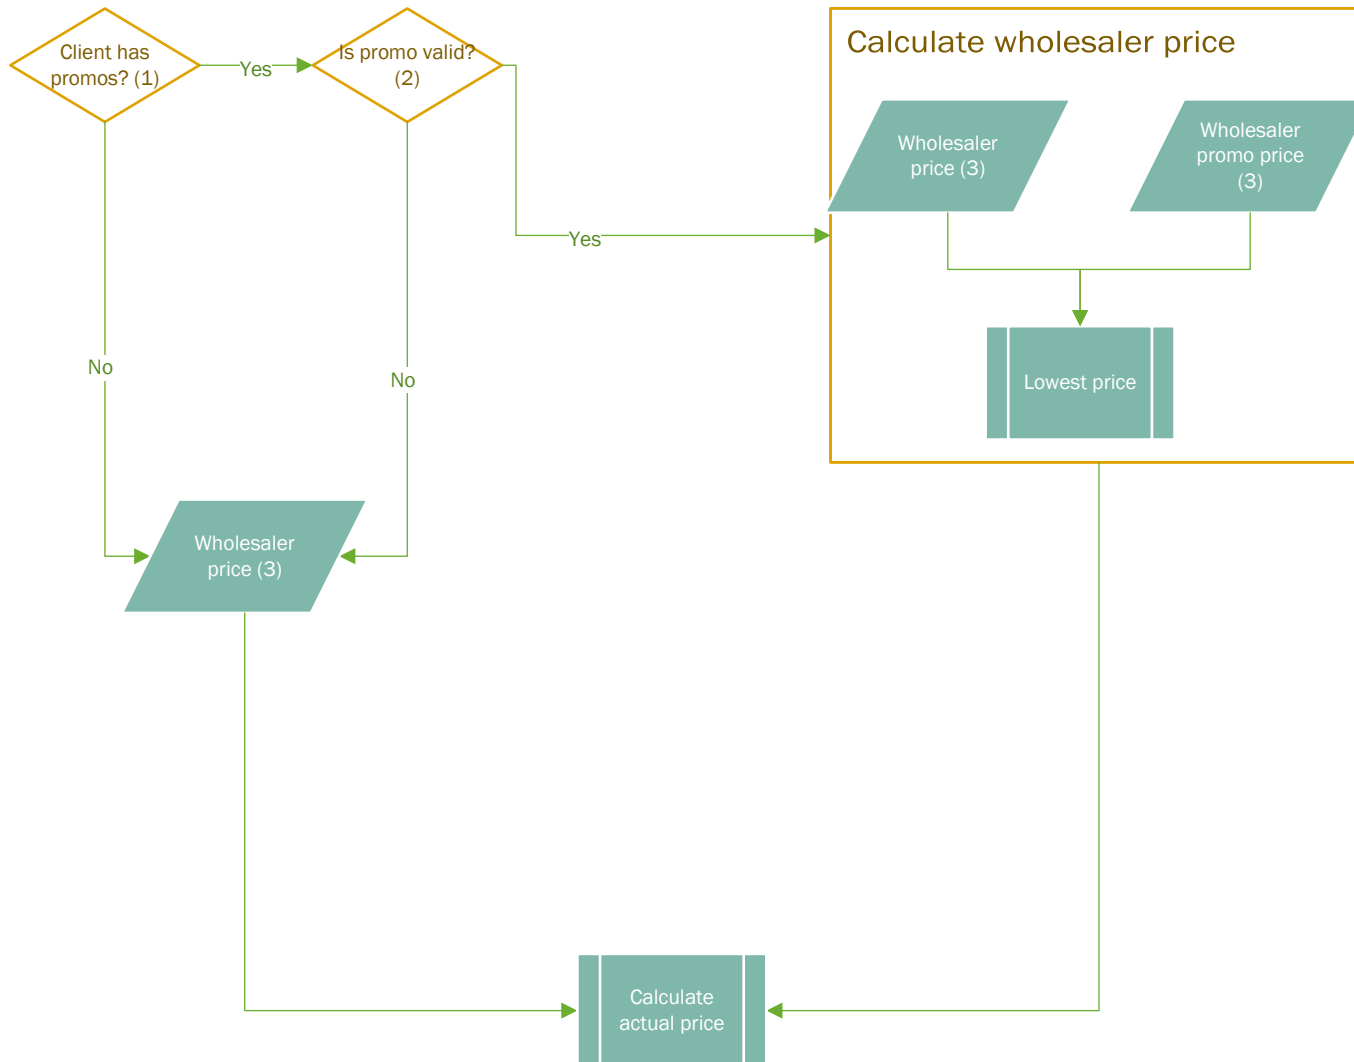 Client has
promos? (1)
Yes
Is promo valid?
(2)
Calculate wholesaler price
Wholesaler
price (3)
Wholesaler
promo price
(3)
Yes
No
No
Lowest price
Wholesaler
price (3)
Calculate
actual price